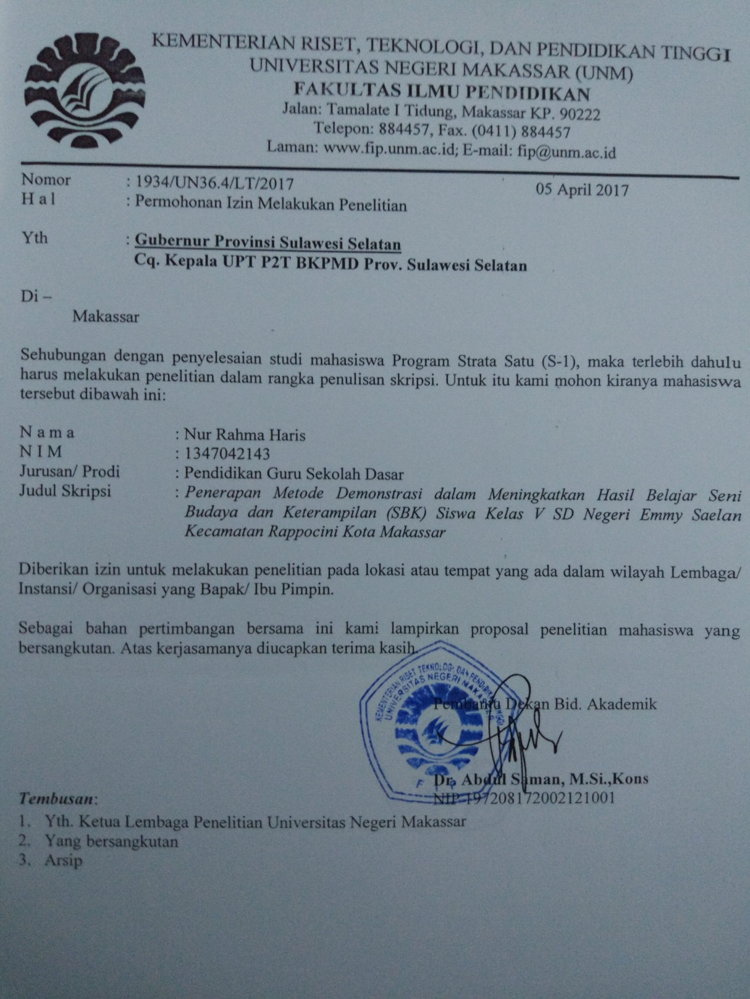 KEMENTERIAN RISET, TEKNOLOGI, DAN PENDIDIKAN TINGGI
UNIVERSITAS NEGERI MAKASSAR (UNM)
FAKULTAS ILMU PENDIDIKAN
Jalan: Tamalate I Tidung, Makassar KP. 90222
Telepon: 884457, Fax. (0411) 884457
Laman: www.fip.unm.ac.id; E-mail: fip@unm.ac.id
Nomor : 1934/UN36.4/LT/2017 05 April 2017
H a l : Permohonan Izin Melakukan Penelitian
Yth : Gubernur Provinsi Sulawesi Selatan
Cq. Kepala UPT P2T BKPMD Prov. Sulawesi Selatan
Di –
Makassar
Sehubungan dengan penyelesaian studi mahasiswa Program Strata Satu (S-1), maka terlebih dahulu
harus melakukan penelitian dalam rangka penulisan skripsi. Untuk itu kami mohon kiranya mahasiswa
tersebut dibawah ini:
N a m a : Nur Rahma Haris
N I M : 1347042143
Jurusan/ Prodi : Pendidikan Guru Sekolah Dasar
Judul Skripsi : Penerapan Metode Demonstrasi dalam Meningkatkan Hasil Belajar Seni
Budaya dan Keterampilan (SBK) Siswa Kelas V SD Negeri Emmy Saelan
Kecamatan Rappocini Kota Makassar
Diberikan izin untuk melakukan penelitian pada lokasi atau tempat yang ada dalam wilayah Lembaga/
Instansi/ Organisasi yang Bapak/ Ibu Pimpin.
Sebagai bahan pertimbangan bersama ini kami lampirkan proposal penelitian mahasiswa yang
bersangkutan. Atas kerjasamanya diucapkan terima kasih.
KEMENTERIAN RISET TEKNOLOGI DAN PENDIDIKAN TINGGI
UNIVERSITAS NEGERI MAKASSAR
F I P
Pembantu Dekan Bid. Akademik
Dr. Abdul Saman, M.Si.,Kons
NIP 197208172002121001
Tembusan:
1. Yth. Ketua Lembaga Penelitian Universitas Negeri Makassar
2. Yang bersangkutan
3. Arsip